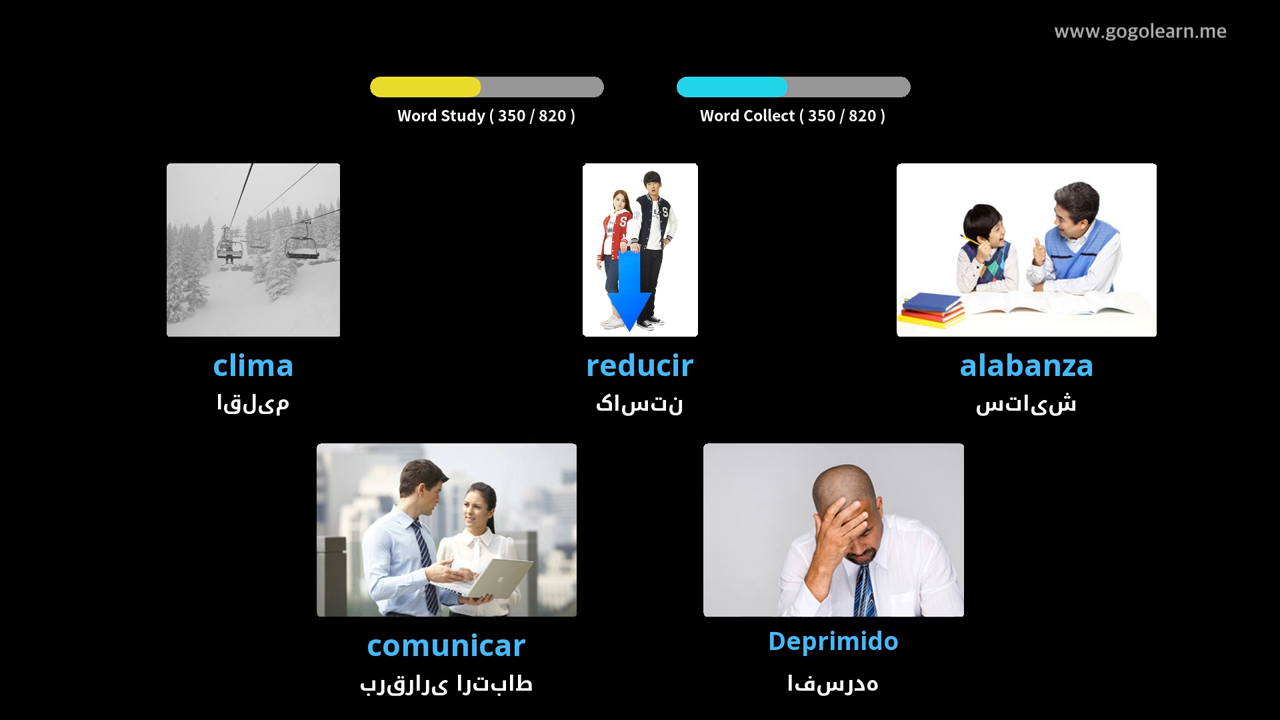 www.gogolearn.me
Word Study ( 350 / 820 )
Word Collect ( 350 / 820 )
clima
اقلیم
reducir
کاستن
alabanza
ستایش
comunicar
برقراری ارتباط
Deprimido
افسرده